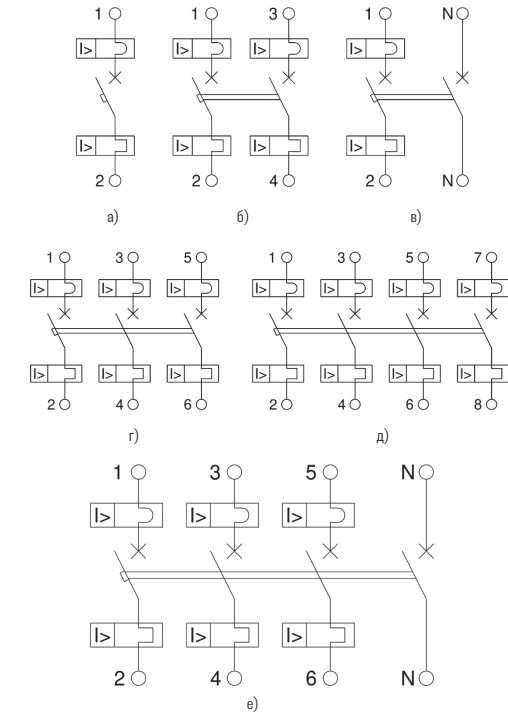 1 1 3 1 N
I> I> I> I>
I> I> I> I>
2 2 4 2 N
а) б) в)
1 3 5 1 3 5 7
I> I> I> I> I> I> I>
I> I> I> I> I> I> I>
2 4 6 2 4 6 8
г) д)
1 3 5 N
I> I> I>
I> I> I>
2 4 6 N
е)